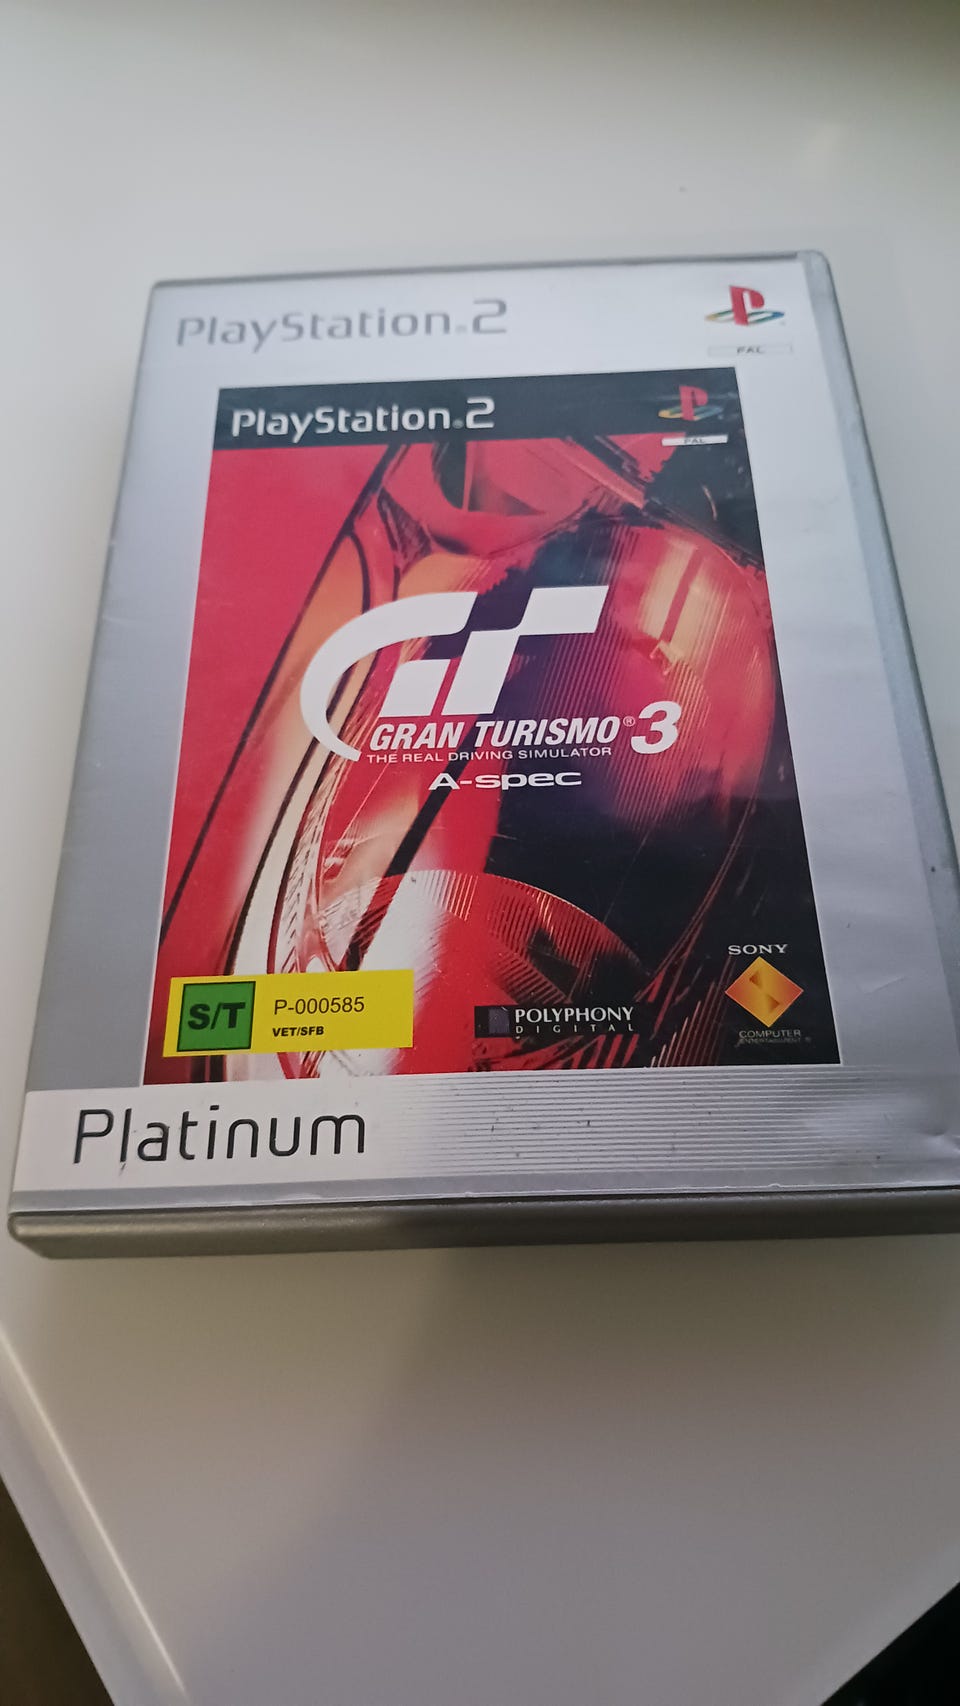 PlayStation®2
PAL
PlayStation®2
PAL
GRAN TURISMO® 3
THE REAL DRIVING SIMULATOR
A-spec
S/T
P-000585
VET/SFB
POLYPHONY
DIGITAL
SONY
COMPUTER
ENTERTAINMENT®
Platinum